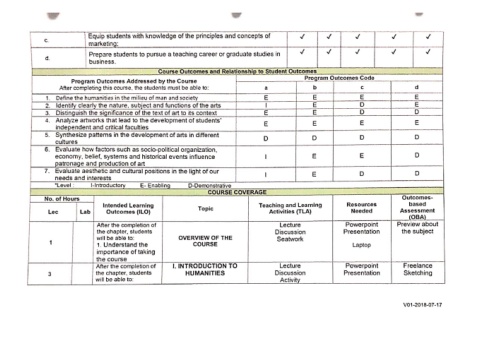 c. Equip students with knowledge of the principles and concepts of marketing; ✓ ✓ ✓ ✓ ✓
d. Prepare students to pursue a teaching career or graduate studies in business. ✓ ✓ ✓ ✓ ✓
Course Outcomes and Relationship to Student Outcomes
Program Outcomes Addressed by the Course
After completing this course, the students must be able to:
Program Outcomes Code
a b c d
1. Define the humanities in the milieu of man and society E E E E
2. Identify clearly the nature, subject and functions of the arts I E D E
3. Distinguish the significance of the text of art to its context E E D D
4. Analyze artworks that lead to the development of students' independent and critical faculties E E E D
5. Synthesize patterns in the development of arts in different cultures D D D D
6. Evaluate how factors such as socio-political organization, economy, belief, systems and historical events influence patronage and production of art I E E D
7. Evaluate aesthetic and cultural positions in the light of our needs and interests I E D D
*Level : I-Introductory E- Enabling D-Demonstrative
COURSE COVERAGE
No. of Hours
Lec Lab
Intended Learning Outcomes (ILO)
Topic
Teaching and Learning Activities (TLA)
Resources Needed
Outcomes-based Assessment (OBA)
1
After the completion of the chapter, students will be able to:
1. Understand the importance of taking the course
OVERVIEW OF THE COURSE
Lecture
Discussion
Seatwork
Powerpoint Presentation
Laptop
Preview about the subject
3
After the completion of the chapter, students will be able to:
I. INTRODUCTION TO HUMANITIES
Lecture
Discussion
Activity
Powerpoint Presentation
Freelance Sketching
V01-2018-07-17